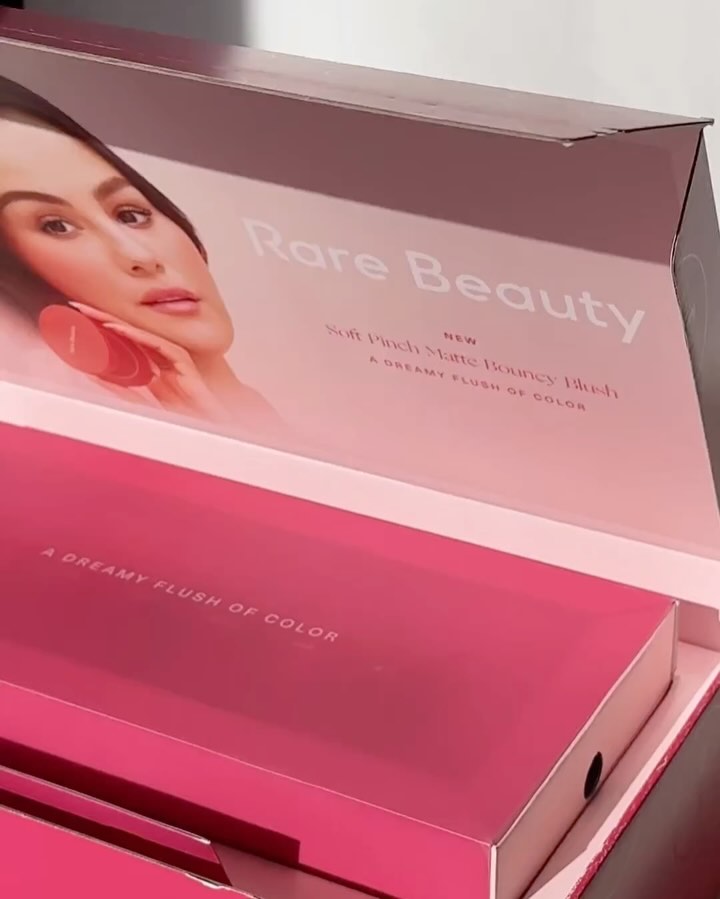 Rare Beauty
NEW
Soft Pinch Matte Bouncy Blush
A DREAMY FLUSH OF COLOR
A DREAMY FLUSH OF COLOR